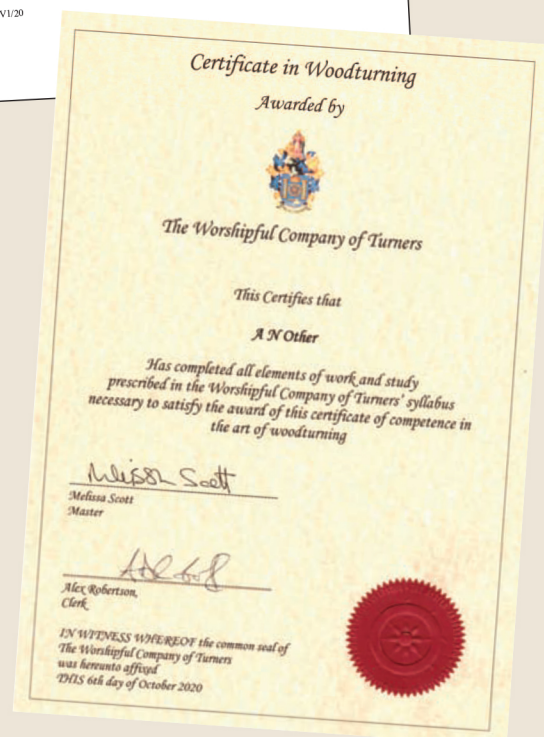 V1/20
Certificate in Woodturning
Awarded by
The Worshipful Company of Turners
This Certifies that
A N Other
Has completed all elements of work and study
prescribed in the Worshipful Company of Turners' syllabus
necessary to satisfy the award of this certificate of competence in
the art of woodturning
Melissa Scott
Melissa Scott
Master
Alex Robertson,
Clerk
IN WITNESS WHEREOF the common seal of
The Worshipful Company of Turners
was hereunto affixed
THIS 6th day of October 2020